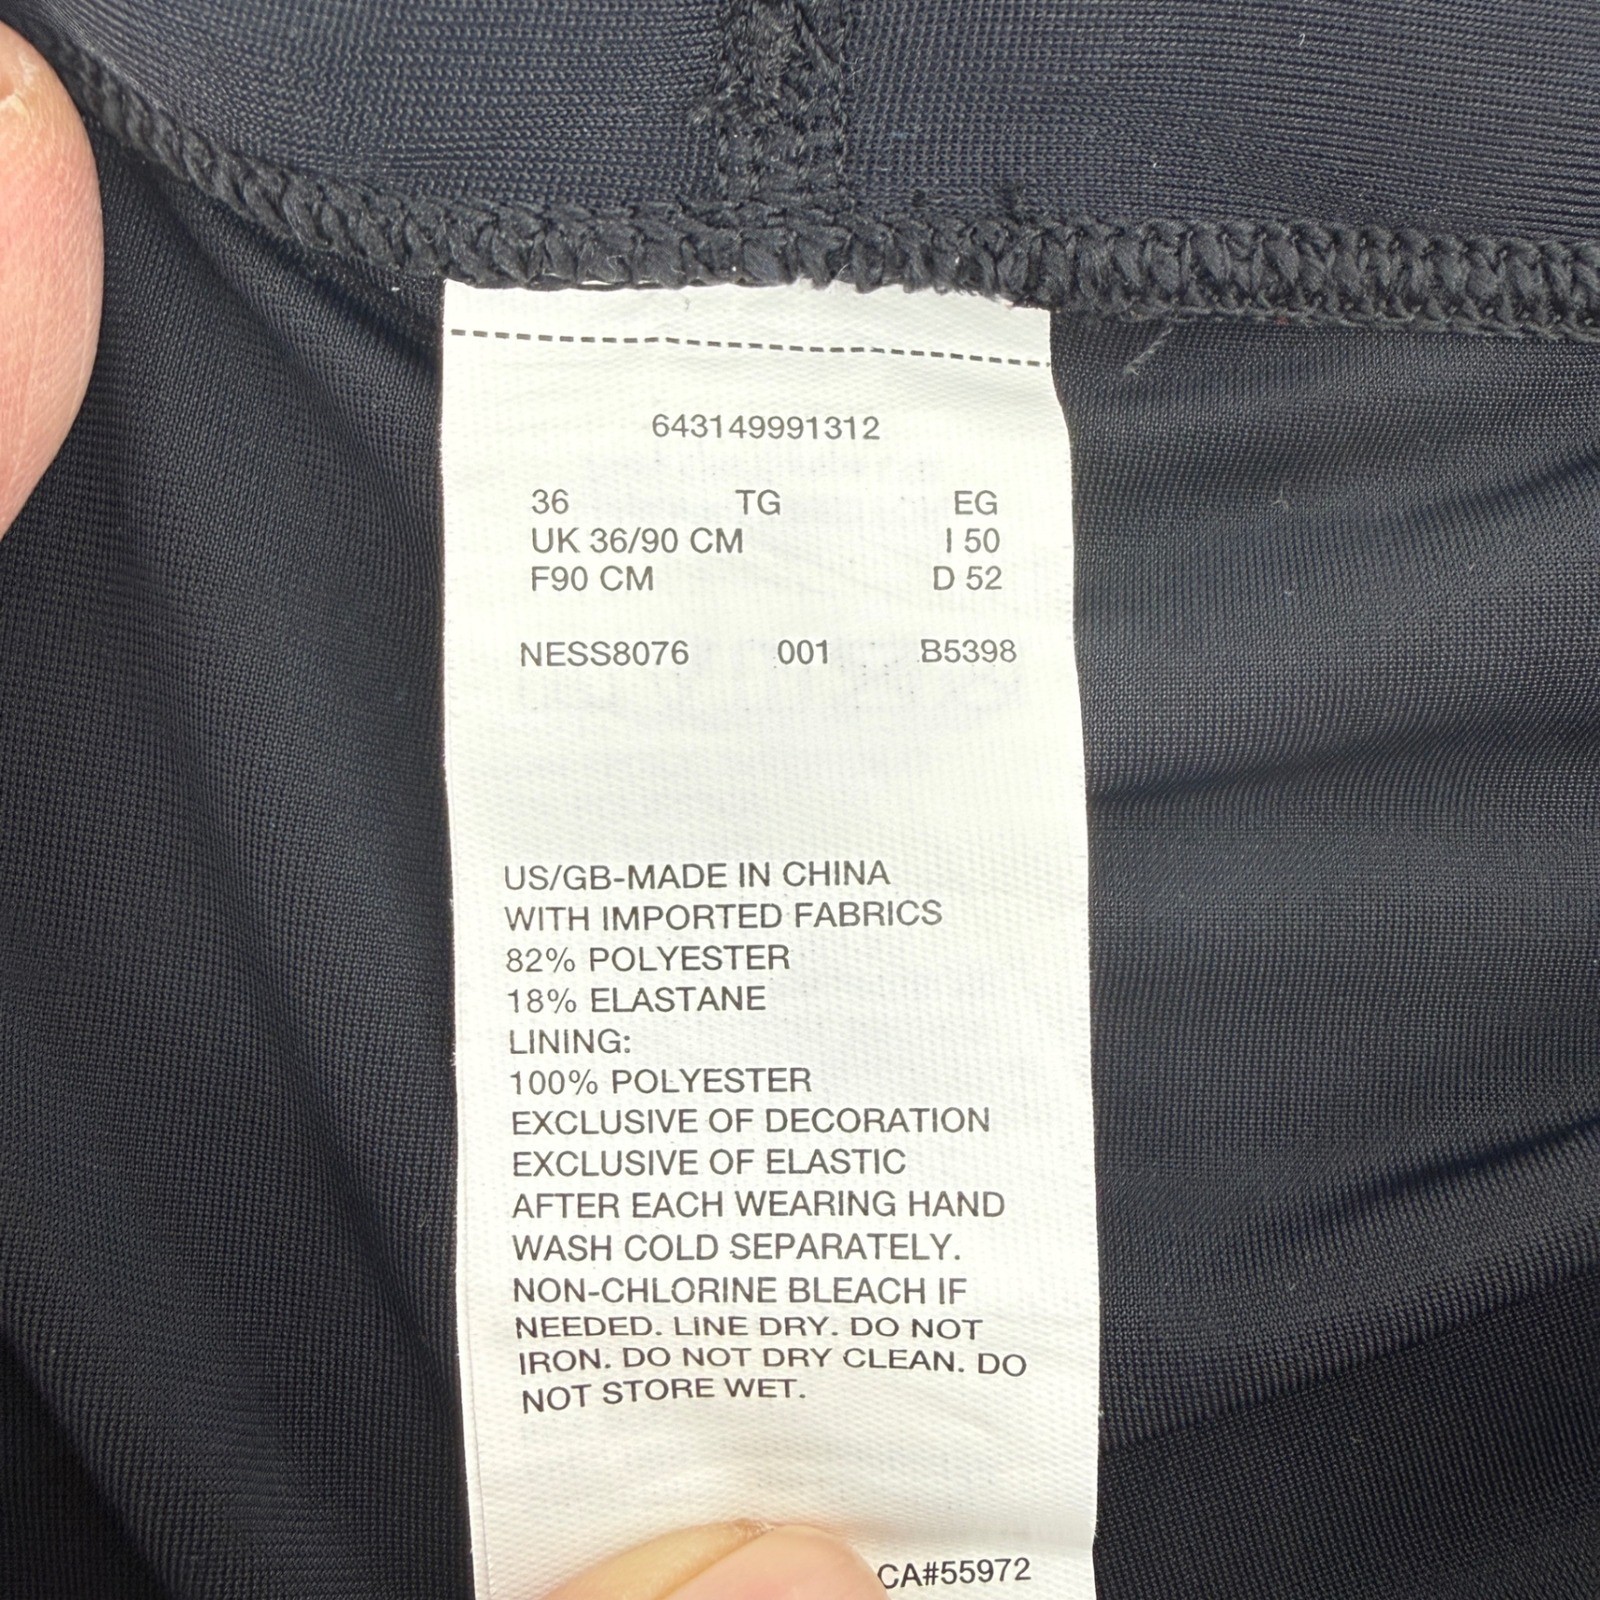 643149991312
36 TG EG
UK 36/90 CM I 50
F90 CM D 52
NESS8076 001 B5398
US/GB-MADE IN CHINA
WITH IMPORTED FABRICS
82% POLYESTER
18% ELASTANE
LINING:
100% POLYESTER
EXCLUSIVE OF DECORATION
EXCLUSIVE OF ELASTIC
AFTER EACH WEARING HAND
WASH COLD SEPARATELY.
NON-CHLORINE BLEACH IF
NEEDED. LINE DRY. DO NOT
IRON. DO NOT DRY CLEAN. DO
NOT STORE WET.
CA#55972